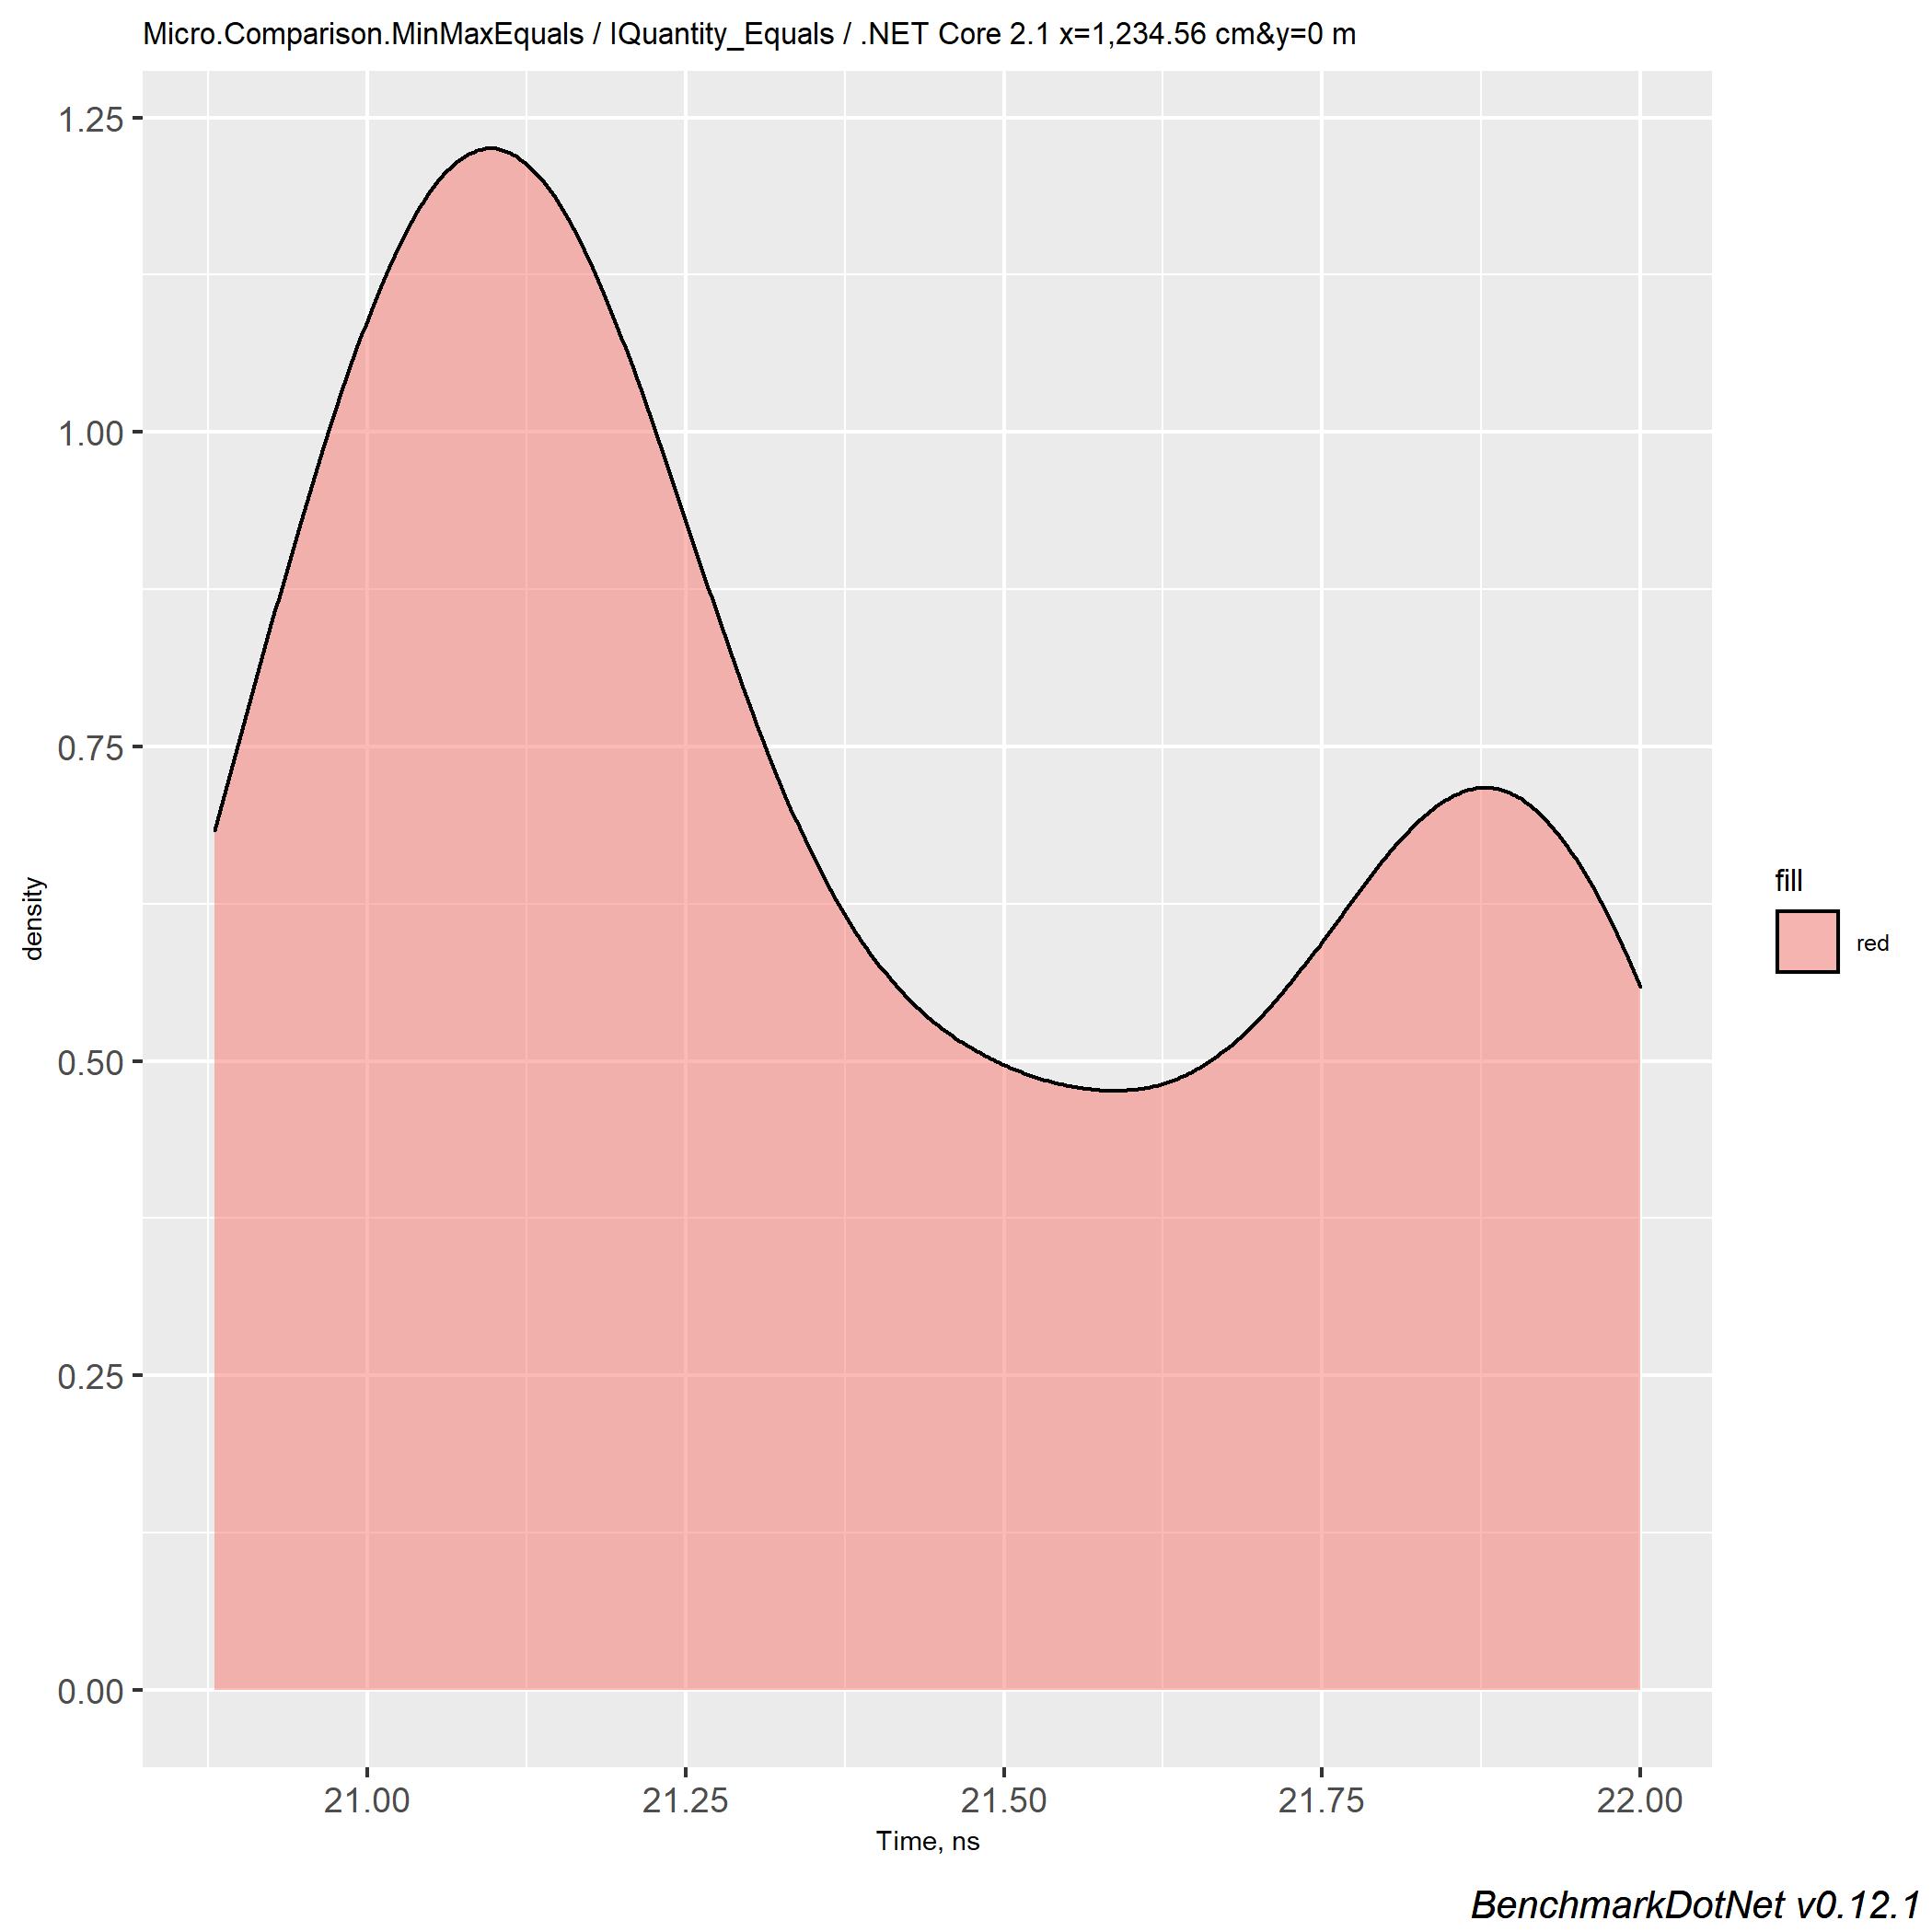 Micro.Comparison.MinMaxEquals / IQuantity_Equals / .NET Core 2.1 x=1,234.56 cm&y=0 m
1.25
1.00
0.75
0.50
0.25
0.00
density
21.00 21.25 21.50 21.75 22.00
Time, ns
fill
red
BenchmarkDotNet v0.12.1